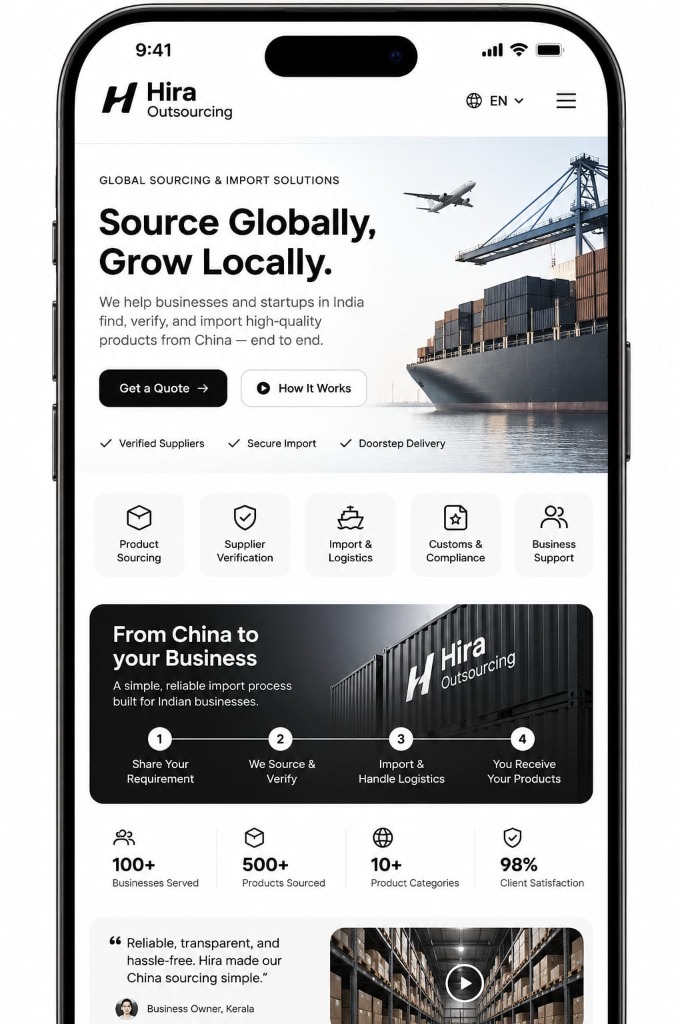 9:41
Hira
Outsourcing
EN
GLOBAL SOURCING & IMPORT SOLUTIONS
Source Globally,
Grow Locally.
We help businesses and startups in India
find, verify, and import high-quality
products from China — end to end.
Get a Quote →
How It Works
Verified Suppliers
Secure Import
Doorstep Delivery
Product
Sourcing
Supplier
Verification
Import &
Logistics
Customs &
Compliance
Business
Support
From China to
your Business
A simple, reliable import process
built for Indian businesses.
Hira
Outsourcing
1
Share Your
Requirement
2
We Source &
Verify
3
Import &
Handle Logistics
4
You Receive
Your Products
100+
Businesses Served
500+
Products Sourced
10+
Product Categories
98%
Client Satisfaction
“ Reliable, transparent, and
hassle-free. Hira made our
China sourcing simple.”
Business Owner, Kerala